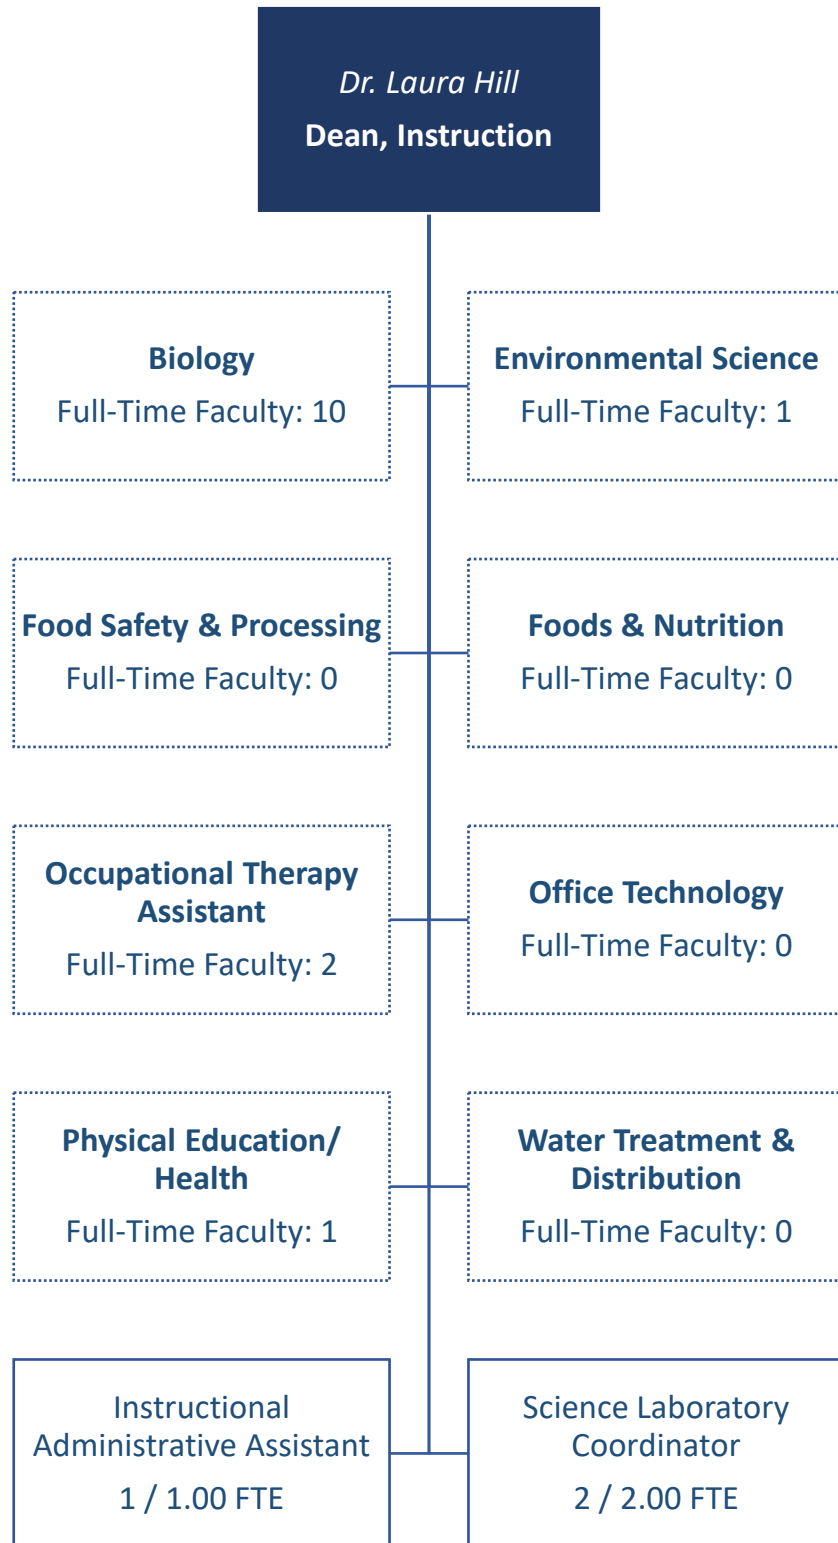 Dr. Laura Hill
Dean, Instruction
Biology
Full-Time Faculty: 10
Environmental Science
Full-Time Faculty: 1
Food Safety & Processing
Full-Time Faculty: 0
Foods & Nutrition
Full-Time Faculty: 0
Occupational Therapy
Assistant
Full-Time Faculty: 2
Office Technology
Full-Time Faculty: 0
Physical Education/
Health
Full-Time Faculty: 1
Water Treatment &
Distribution
Full-Time Faculty: 0
Instructional
Administrative Assistant
1 / 1.00 FTE
Science Laboratory
Coordinator
2 / 2.00 FTE